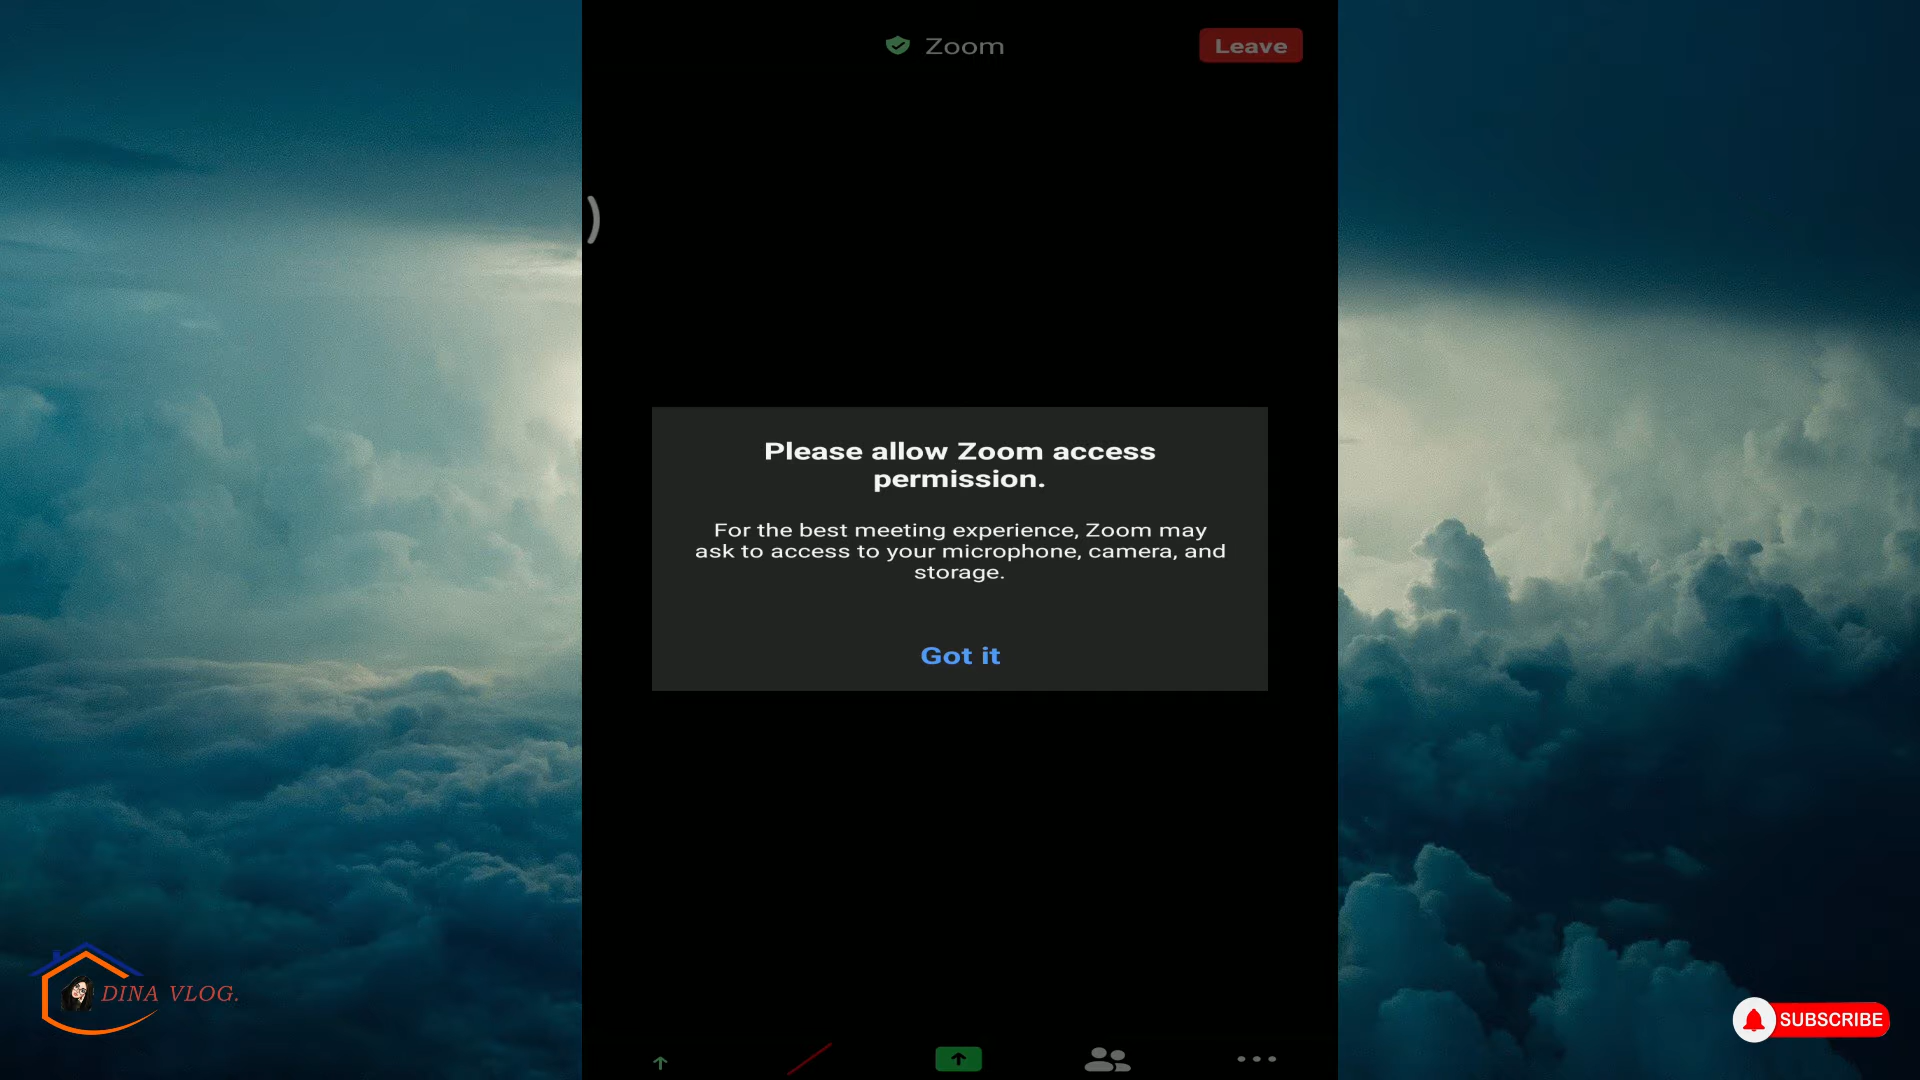 Zoom
Leave
Please allow Zoom access
permission.
For the best meeting experience, Zoom may
ask to access to your microphone, camera, and
storage.
Got it
DINA VLOG.
SUBSCRIBE